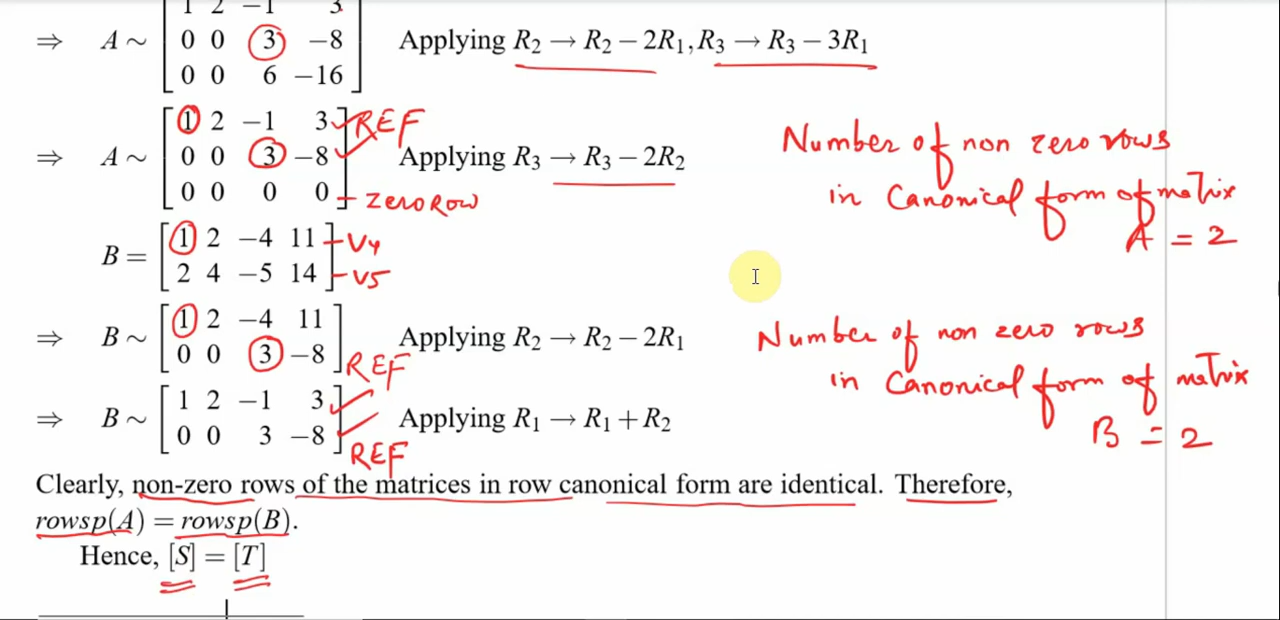 1 2 −1 3
⇒ A ∼ 0 0 3 −8 Applying R₂ → R₂ − 2R₁, R₃ → R₃ − 3R₁
0 0 6 −16
1 2 −1 3 REF
⇒ A ∼ 0 0 3 −8 Applying R₃ → R₃ − 2R₂
0 0 0 0 zero Row
Number of non zero rows
in Canonical form of matrix
A = 2
B = 1 2 −4 11 V4
2 4 −5 14 V5
⇒ B ∼ 1 2 −4 11 Applying R₂ → R₂ − 2R₁
0 0 3 −8 REF
⇒ B ∼ 1 2 −1 3 Applying R₁ → R₁ + R₂
0 0 3 −8 REF
Number of non zero rows
in Canonical form of matrix
B = 2
Clearly, non-zero rows of the matrices in row canonical form are identical. Therefore,
rowsp(A) = rowsp(B).
Hence, [S] = [T]